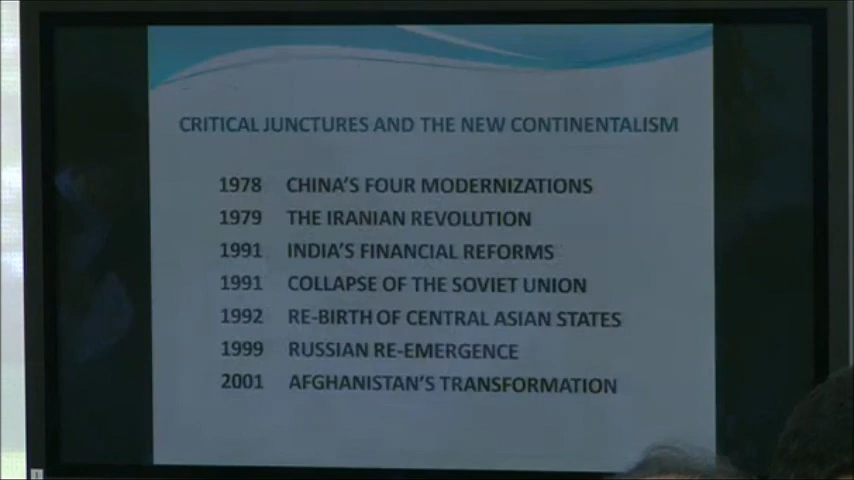 CRITICAL JUNCTURES AND THE NEW CONTINENTALISM
1978 CHINA'S FOUR MODERNIZATIONS
1979 THE IRANIAN REVOLUTION
1991 INDIA'S FINANCIAL REFORMS
1991 COLLAPSE OF THE SOVIET UNION
1992 RE-BIRTH OF CENTRAL ASIAN STATES
1999 RUSSIAN RE-EMERGENCE
2001 AFGHANISTAN'S TRANSFORMATION